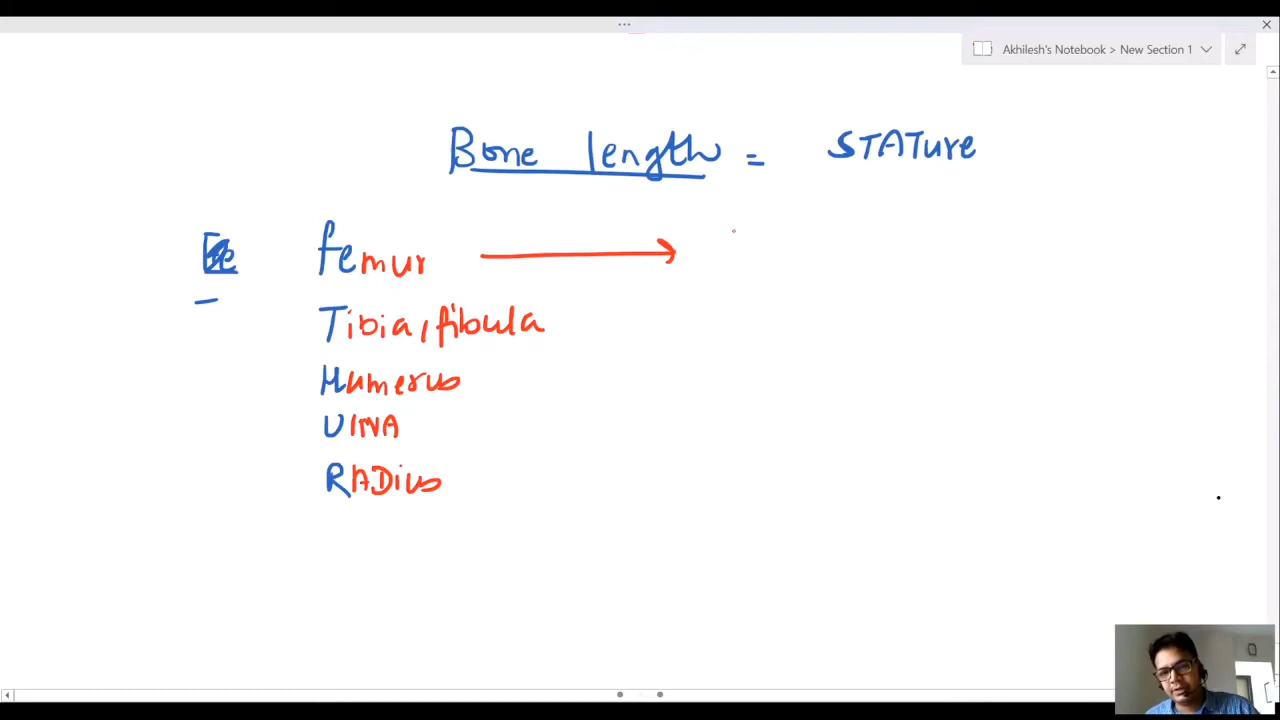 Akhilesh's Notebook > New Section 1
Bone length = STATure
femur
Tibia, fibula
Humerus
UlNA
RADius